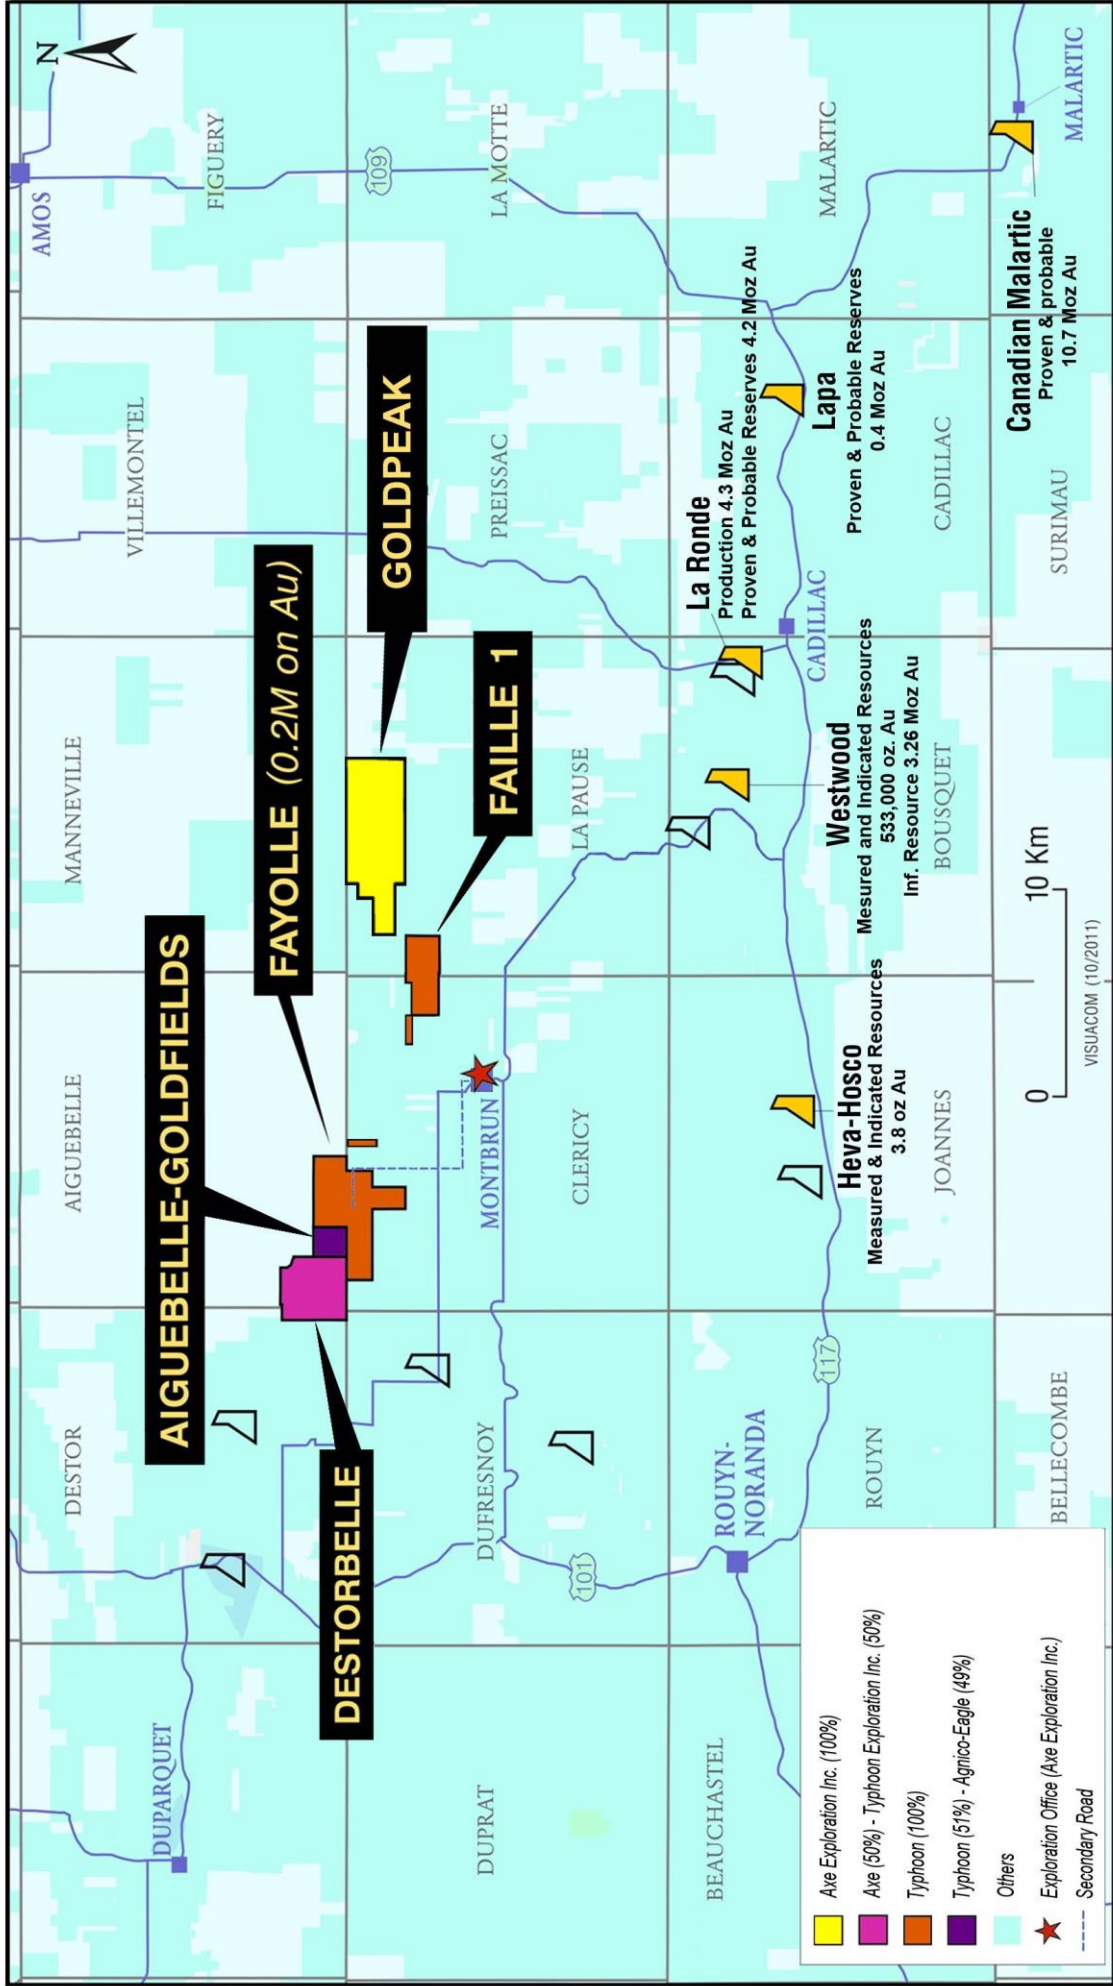 N
AMOS
FIGUERY
109
LA MOTTE
MALARTIC
MALARTIC
VILLEMONTEL
MANNEVILLE
AIGUEBELLE
DESTOR
DUPARQUET
AIGUEBELLE-GOLDFIELDS
FAYOLLE (0.2M on Au)
GOLDPEAK
FAILLE 1
DESTORBELLE
PREISSAC
LA PAUSE
MONTBRUN
CLERICY
DUFRESNOY
DUPRAT
101
ROUYN-
NORANDA
BEAUCHASTEL
117
ROUYN
BELLECOMBE
JOANNES
BOUSQUET
CADILLAC
CADILLAC
SURIMAU
La Ronde
Production 4.3 Moz Au
Proven & Probable Reserves 4.2 Moz Au
Lapa
Proven & Probable Reserves
0.4 Moz Au
Canadian Malartic
Proven & probable
10.7 Moz Au
Westwood
Mesured and Indicated Resources
533,000 oz. Au
Inf. Resource 3.26 Moz Au
Heva-Hosco
Measured & Indicated Resources
3.8 oz Au
0 10 Km
VISUACOM (10/2011)
Axe Exploration Inc. (100%)
Axe (50%) - Typhoon Exploration Inc. (50%)
Typhoon (100%)
Typhoon (51%) - Agnico-Eagle (49%)
Others
Exploration Office (Axe Exploration Inc.)
Secondary Road